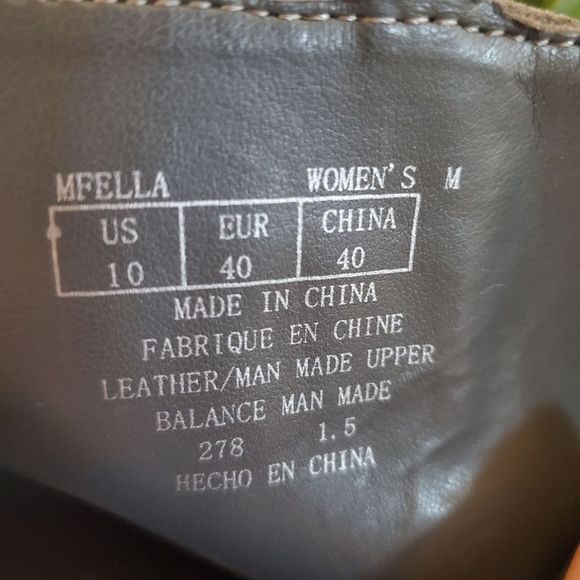 MFELLA WOMEN'S M
US EUR CHINA
10 40 40
MADE IN CHINA
FABRIQUE EN CHINE
LEATHER/MAN MADE UPPER
BALANCE MAN MADE
278 1.5
HECHO EN CHINA